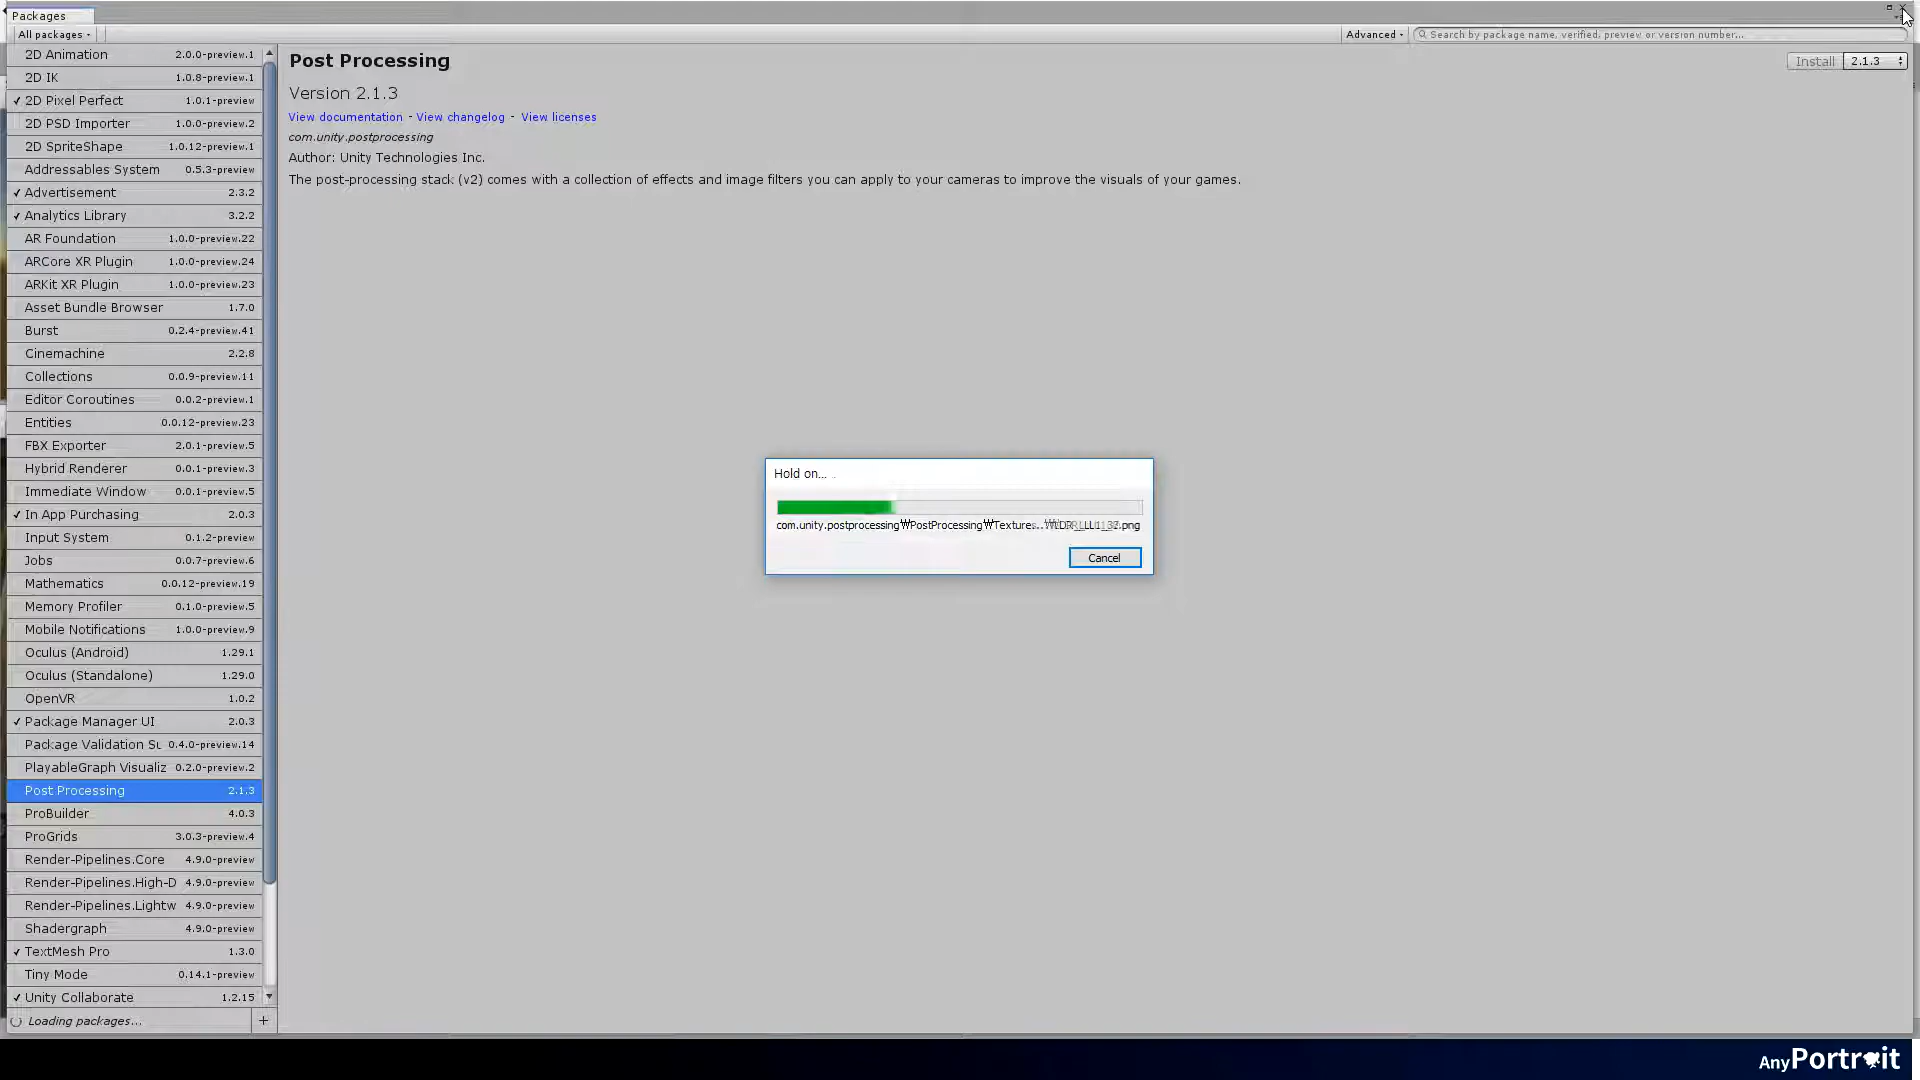 Packages
All packages
Advanced
Search by package name, verified, preview or version number...
2D Animation 2.0.0-preview.1
2D IK 1.0.8-preview.1
✓ 2D Pixel Perfect 1.0.1-preview
2D PSD Importer 1.0.0-preview.2
2D SpriteShape 1.0.12-preview.1
Addressables System 0.5.3-preview
✓ Advertisement 2.3.2
✓ Analytics Library 3.2.2
AR Foundation 1.0.0-preview.22
ARCore XR Plugin 1.0.0-preview.24
ARKit XR Plugin 1.0.0-preview.23
Asset Bundle Browser 1.7.0
Burst 0.2.4-preview.41
Cinemachine 2.2.8
Collections 0.0.9-preview.11
Editor Coroutines 0.0.2-preview.1
Entities 0.0.12-preview.23
FBX Exporter 2.0.1-preview.5
Hybrid Renderer 0.0.1-preview.3
Immediate Window 0.0.1-preview.5
✓ In App Purchasing 2.0.3
Input System 0.1.2-preview
Jobs 0.0.7-preview.6
Mathematics 0.0.12-preview.19
Memory Profiler 0.1.0-preview.5
Mobile Notifications 1.0.0-preview.9
Oculus (Android) 1.29.1
Oculus (Standalone) 1.29.0
OpenVR 1.0.2
✓ Package Manager UI 2.0.3
Package Validation Su 0.4.0-preview.14
PlayableGraph Visualiz 0.2.0-preview.2
Post Processing 2.1.3
ProBuilder 4.0.3
ProGrids 3.0.3-preview.4
Render-Pipelines.Core 4.9.0-preview
Render-Pipelines.High-D 4.9.0-preview
Render-Pipelines.Lightw 4.9.0-preview
Shadergraph 4.9.0-preview
✓ TextMesh Pro 1.3.0
Tiny Mode 0.14.1-preview
✓ Unity Collaborate 1.2.15
Loading packages... +
Post Processing
Install 2.1.3
Version 2.1.3
View documentation - View changelog - View licenses
com.unity.postprocessing
Author: Unity Technologies Inc.
The post-processing stack (v2) comes with a collection of effects and image filters you can apply to your cameras to improve the visuals of your games.
Hold on...
com.unity.postprocessing₩PostProcessing₩Textures...
Cancel
AnyPortrait